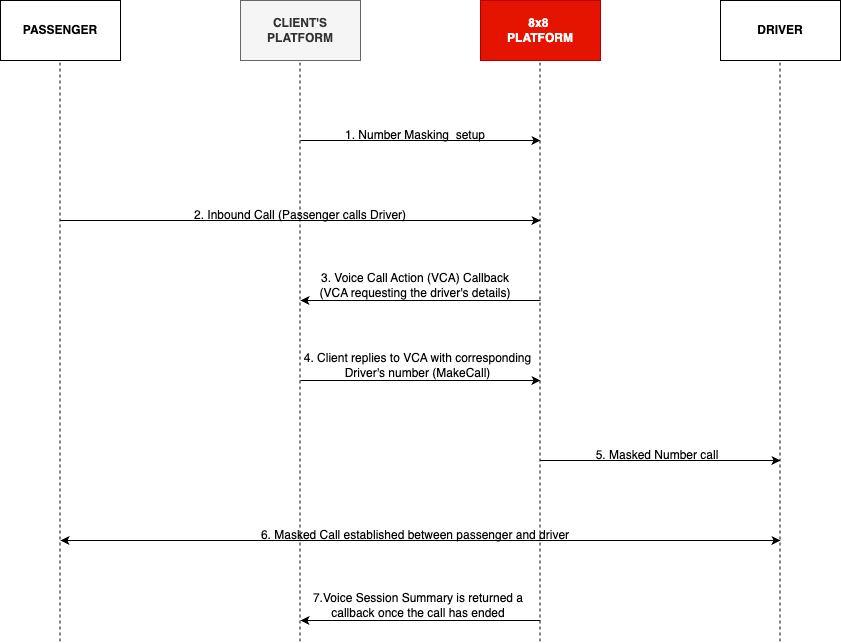 PASSENGER
CLIENT'S
PLATFORM
8x8
PLATFORM
DRIVER
1. Number Masking  setup
2. Inbound Call (Passenger calls Driver)
3. Voice Call Action (VCA) Callback
(VCA requesting the driver's details)
4. Client replies to VCA with corresponding
Driver's number (MakeCall)
5. Masked Number call
6. Masked Call established between passenger and driver
7.Voice Session Summary is returned a
callback once the call has ended